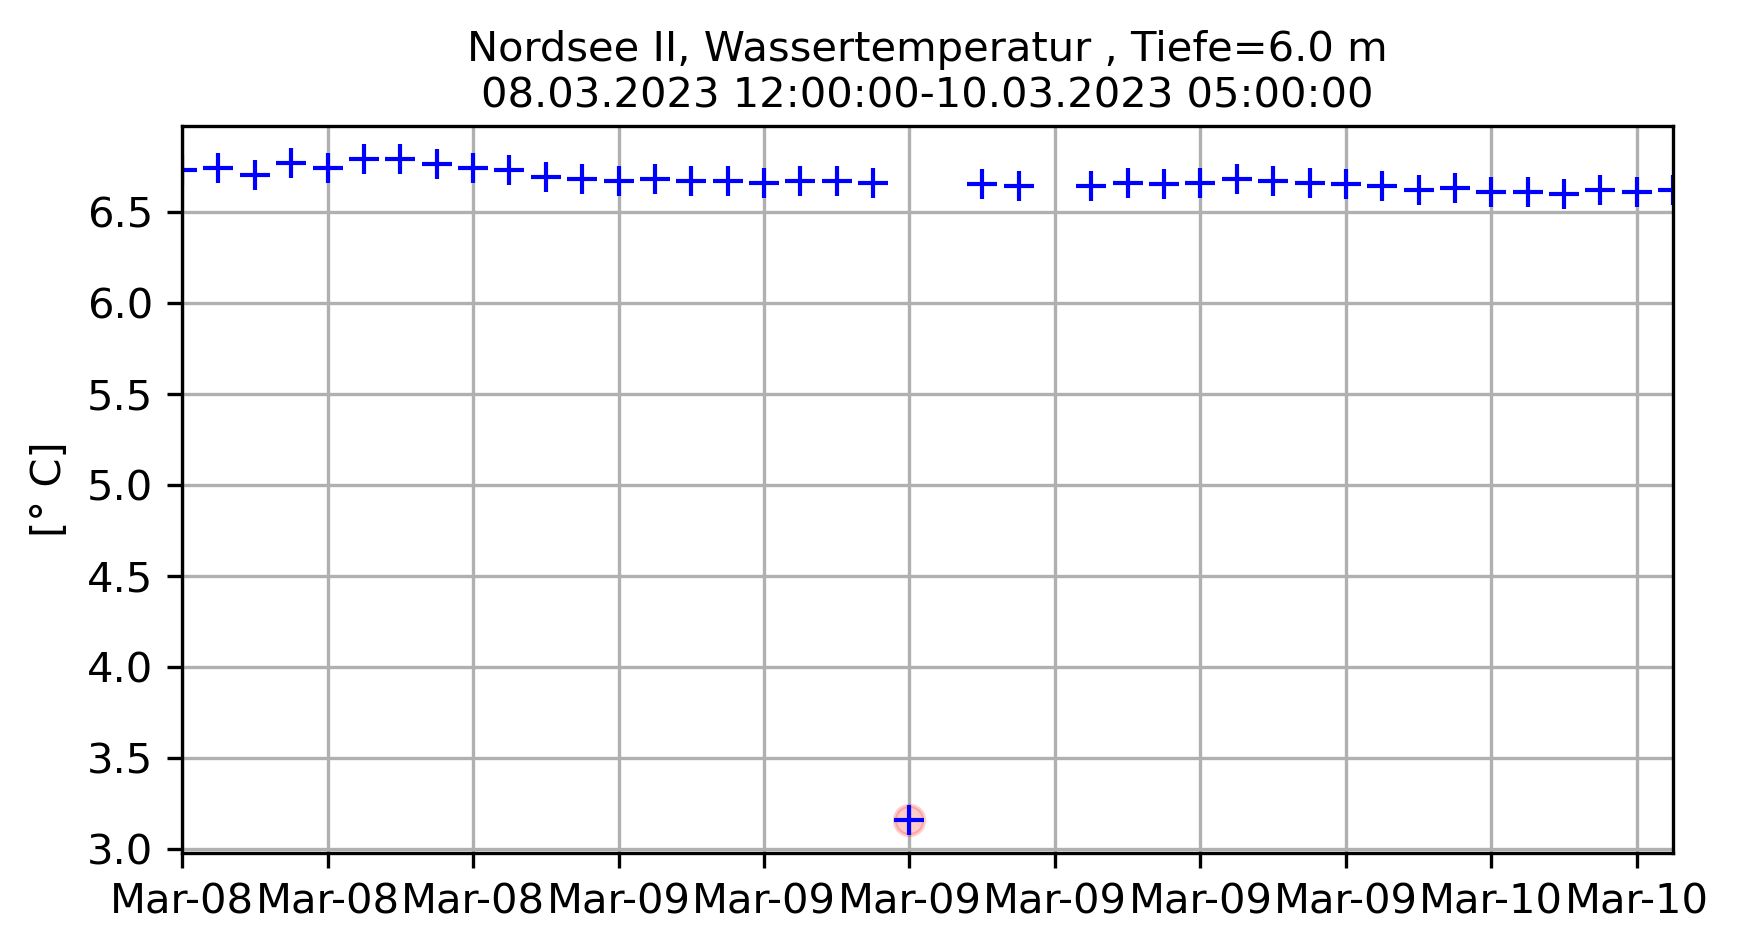 Nordsee II, Wassertemperatur , Tiefe=6.0 m
08.03.2023 12:00:00-10.03.2023 05:00:00
[° C]
6.5
6.0
5.5
5.0
4.5
4.0
3.5
3.0
Mar-08 Mar-08 Mar-08 Mar-09 Mar-09 Mar-09 Mar-09 Mar-09 Mar-09 Mar-10 Mar-10